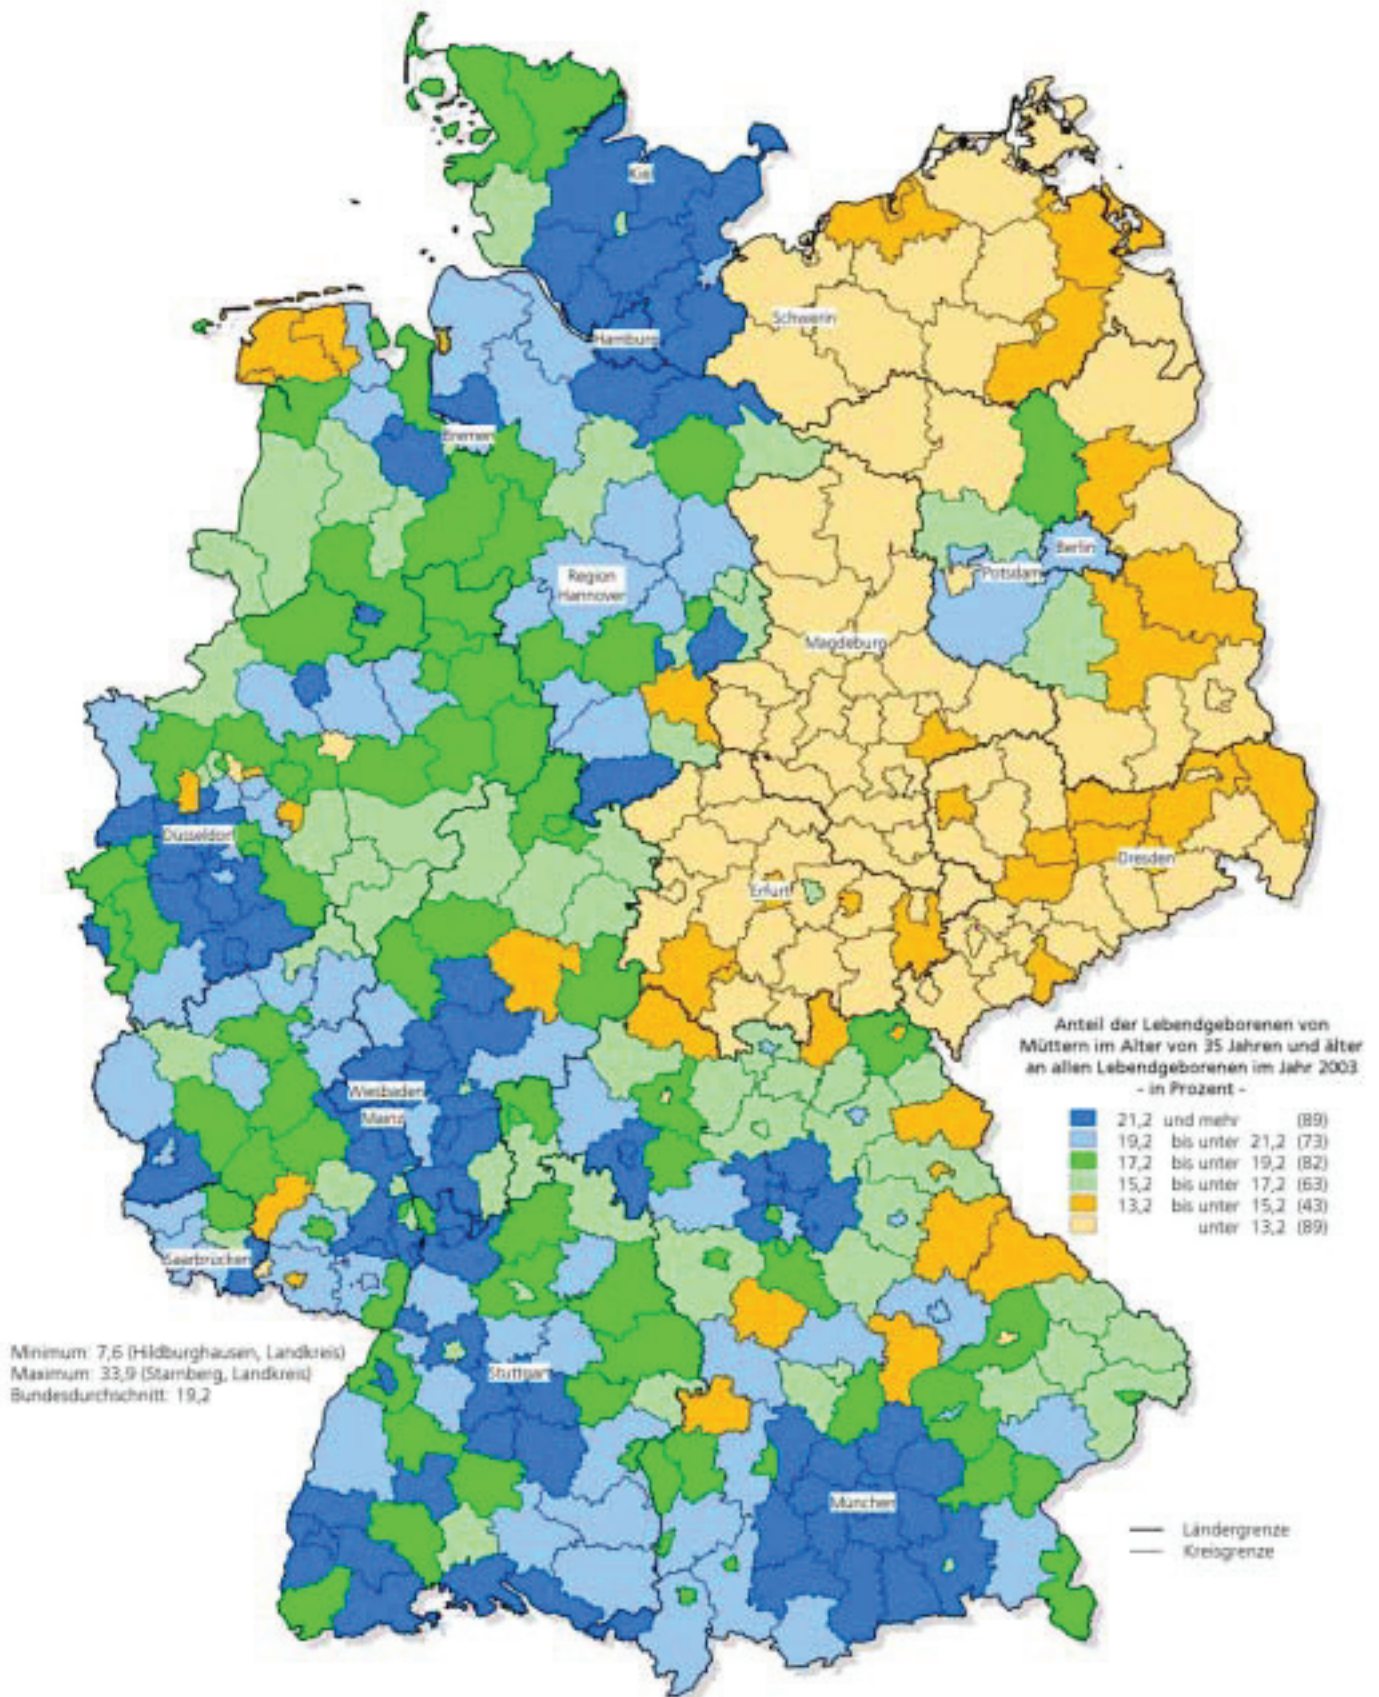 Kiel
Schwerin
Hamburg
Bremen
Berlin
Potsdam
Region
Hannover
Magdeburg
Düsseldorf
Dresden
Erfurt
Anteil der Lebendgeborenen von
Müttern im Alter von 35 Jahren und älter
an allen Lebendgeborenen im Jahr 2003
- in Prozent -
21,2 und mehr (89)
19,2 bis unter 21,2 (73)
17,2 bis unter 19,2 (82)
15,2 bis unter 17,2 (63)
13,2 bis unter 15,2 (43)
unter 13,2 (89)
Wiesbaden
Mainz
Saarbrücken
Minimum: 7,6 (Hildburghausen, Landkreis)
Maximum: 33,9 (Starnberg, Landkreis)
Bundesdurchschnitt: 19,2
Stuttgart
München
Ländergrenze
Kreisgrenze